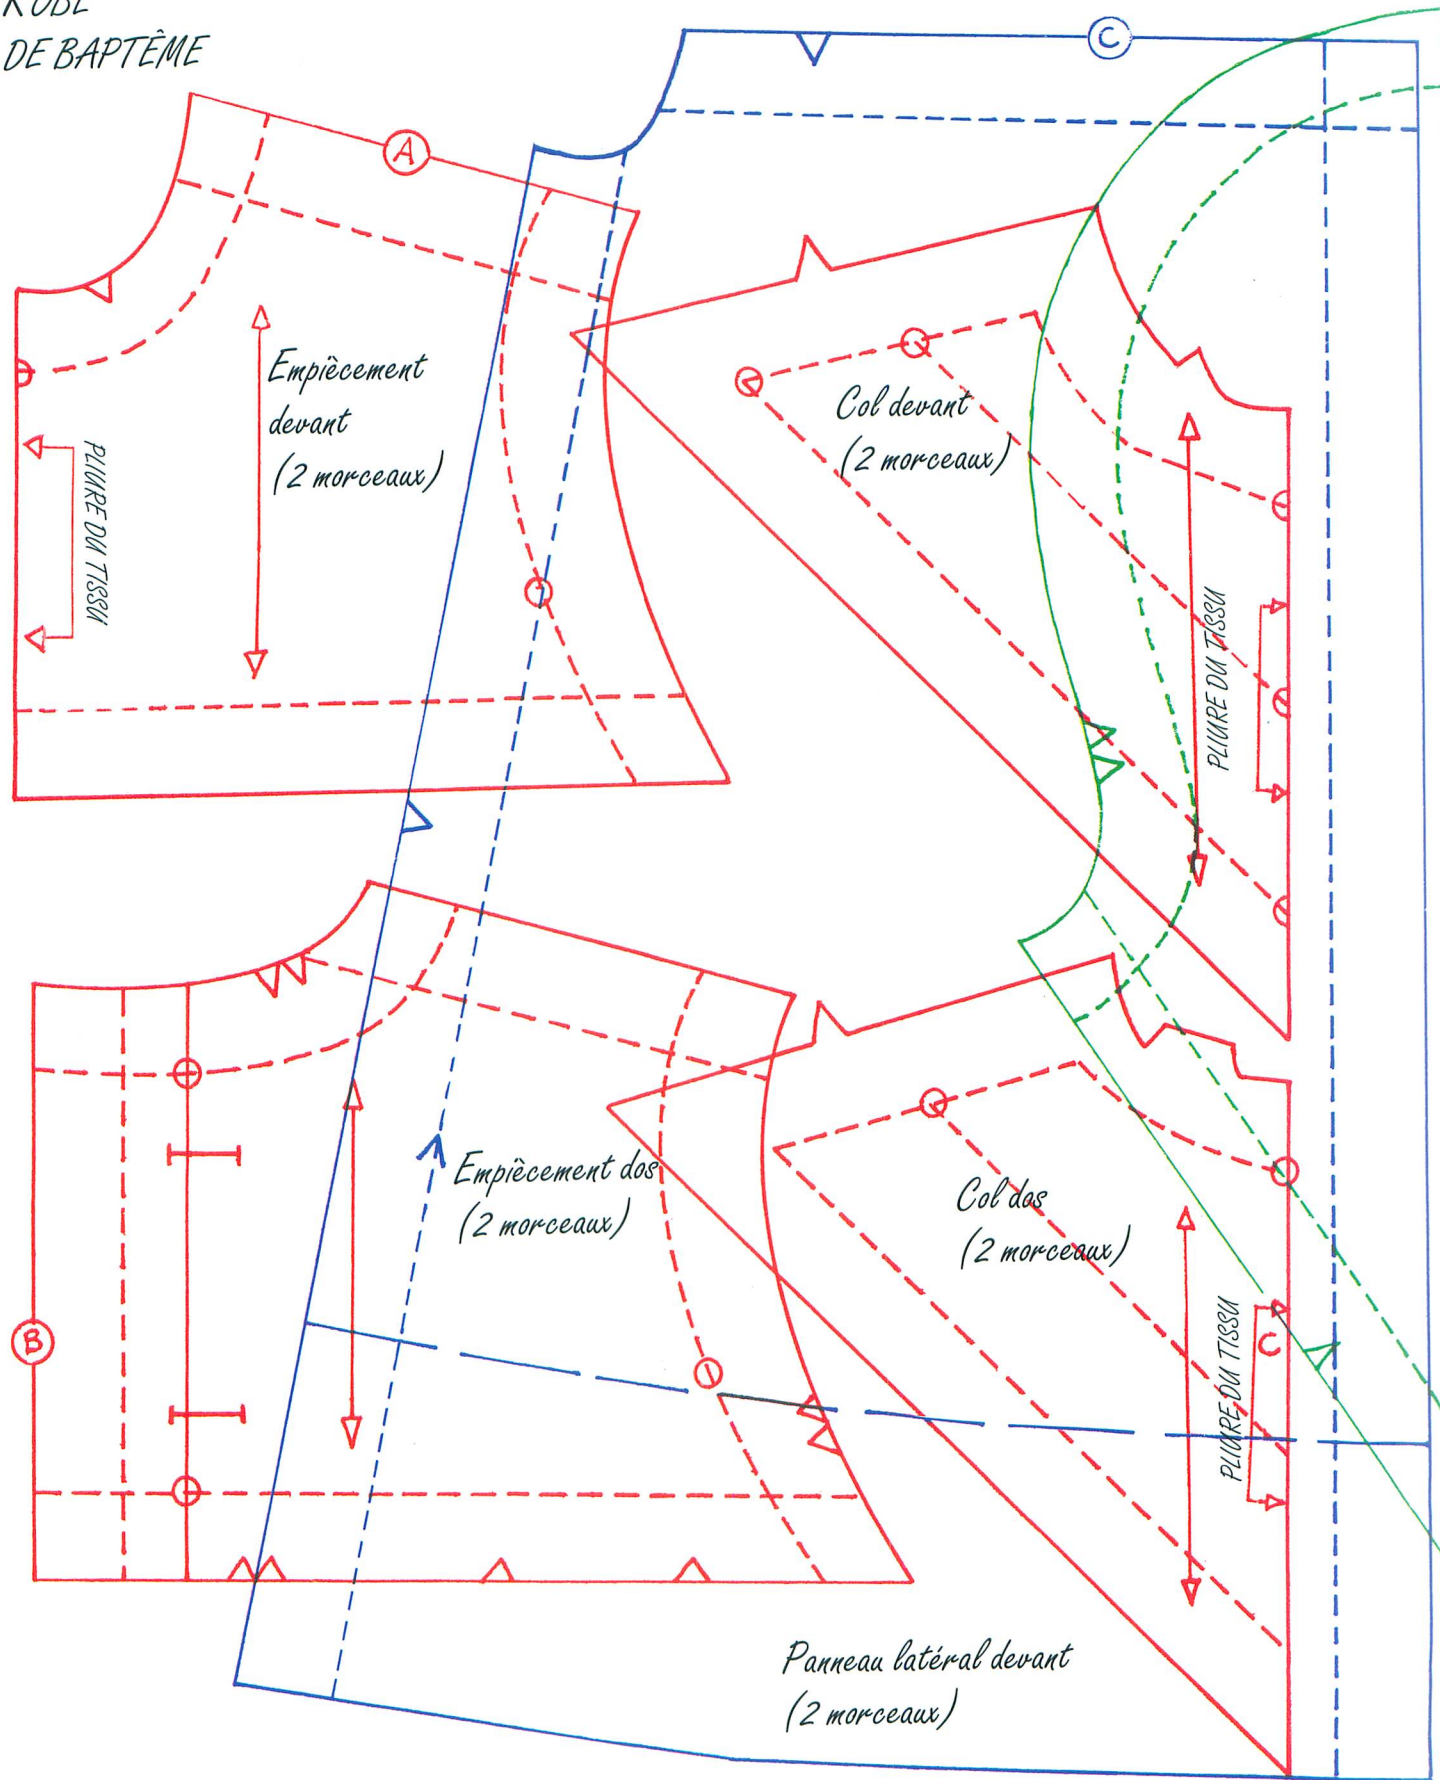 ROBE
DE BAPTÊME
C
A
Empiècement
devant
(2 morceaux)
PLIURE DU TISSU
Col devant
(2 morceaux)
PLIURE DU TISSU
B
Empiècement dos
(2 morceaux)
Col dos
(2 morceaux)
PLIURE DU TISSU
C
Panneau latéral devant
(2 morceaux)